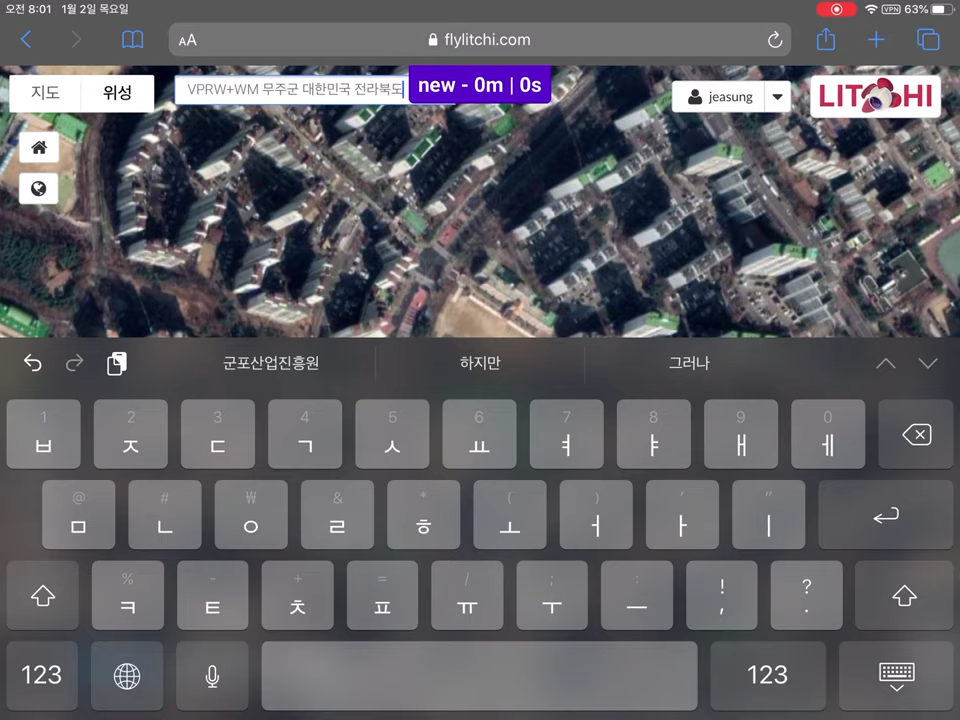 오전 8:01 1월 2일 목요일
VPN 63%
AA flylitchi.com
지도 위성 VPRW+WM 무주군 대한민국 전라북도 new - 0m | 0s jeasung LITCHI
군포산업진흥원 하지만 그러나
1 2 3 4 5 6 7 8 9 0
ㅂ ㅈ ㄷ ㄱ ㅅ ㅛ ㅕ ㅑ ㅐ ㅔ
@ # ₩ & * ( ) ' "
ㅁ ㄴ ㅇ ㄹ ㅎ ㅗ ㅓ ㅏ ㅣ
% - + = / ; : ! ?
ㅋ ㅌ ㅊ ㅍ ㅠ ㅜ ㅡ , .
123 123